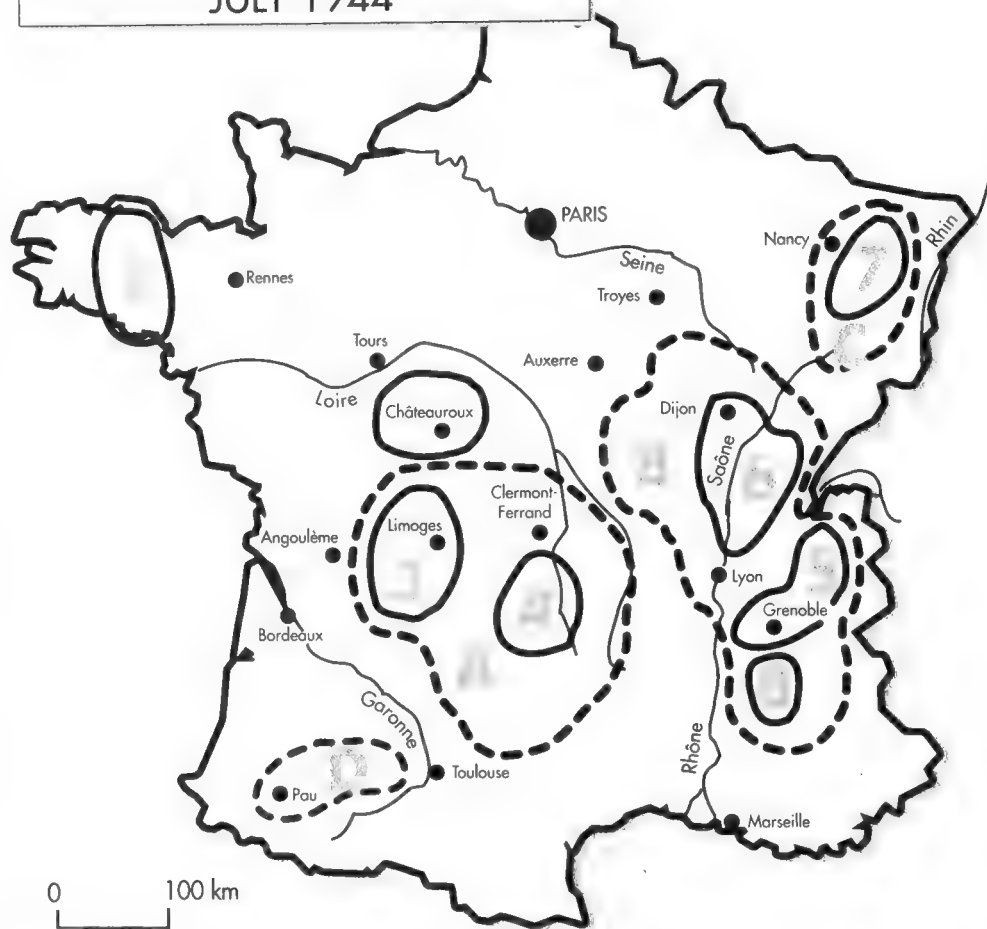 JULY 1944
PARIS
Nancy
Rhin
Seine
Rennes
Troyes
Tours
Auxerre
Loire
Châteauroux
Dijon
Saône
Clermont-
Ferrand
Limoges
Angoulême
Lyon
Grenoble
Bordeaux
Garonne
Rhône
Toulouse
Pau
Marseille
0 100 km